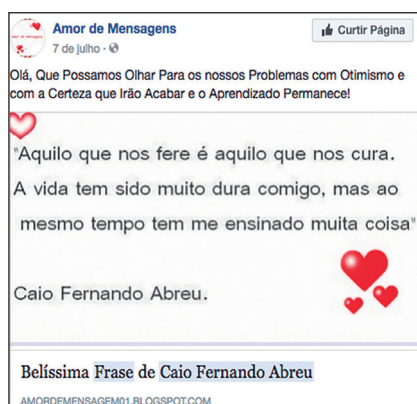 Amor de Mensagens
Curtir Página
7 de julho ·
Olá, Que Possamos Olhar Para os nossos Problemas com Otimismo e
com a Certeza que Irão Acabar e o Aprendizado Permanece!
"Aquilo que nos fere é aquilo que nos cura.
A vida tem sido muito dura comigo, mas ao
mesmo tempo tem me ensinado muita coisa"
Caio Fernando Abreu.
Belíssima Frase de Caio Fernando Abreu
AMORDEMENSAGEM01.BLOGSPOT.COM